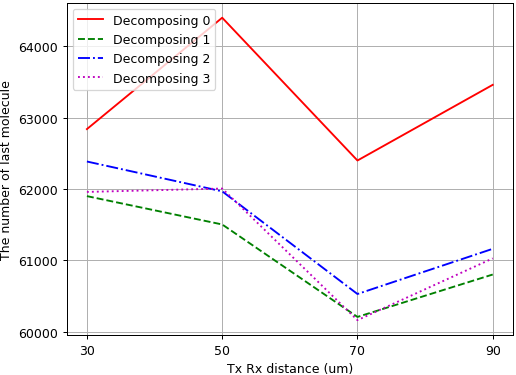 64000
63000
62000
61000
60000
The number of last molecule
Decomposing 0
Decomposing 1
Decomposing 2
Decomposing 3
30
50
70
90
Tx Rx distance (um)